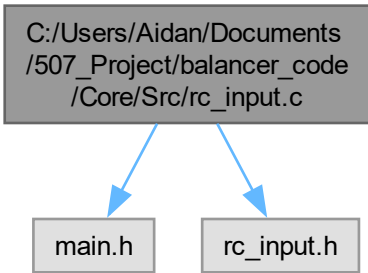 C:/Users/Aidan/Documents
/507_Project/balancer_code
/Core/Src/rc_input.c
main.h
rc_input.h